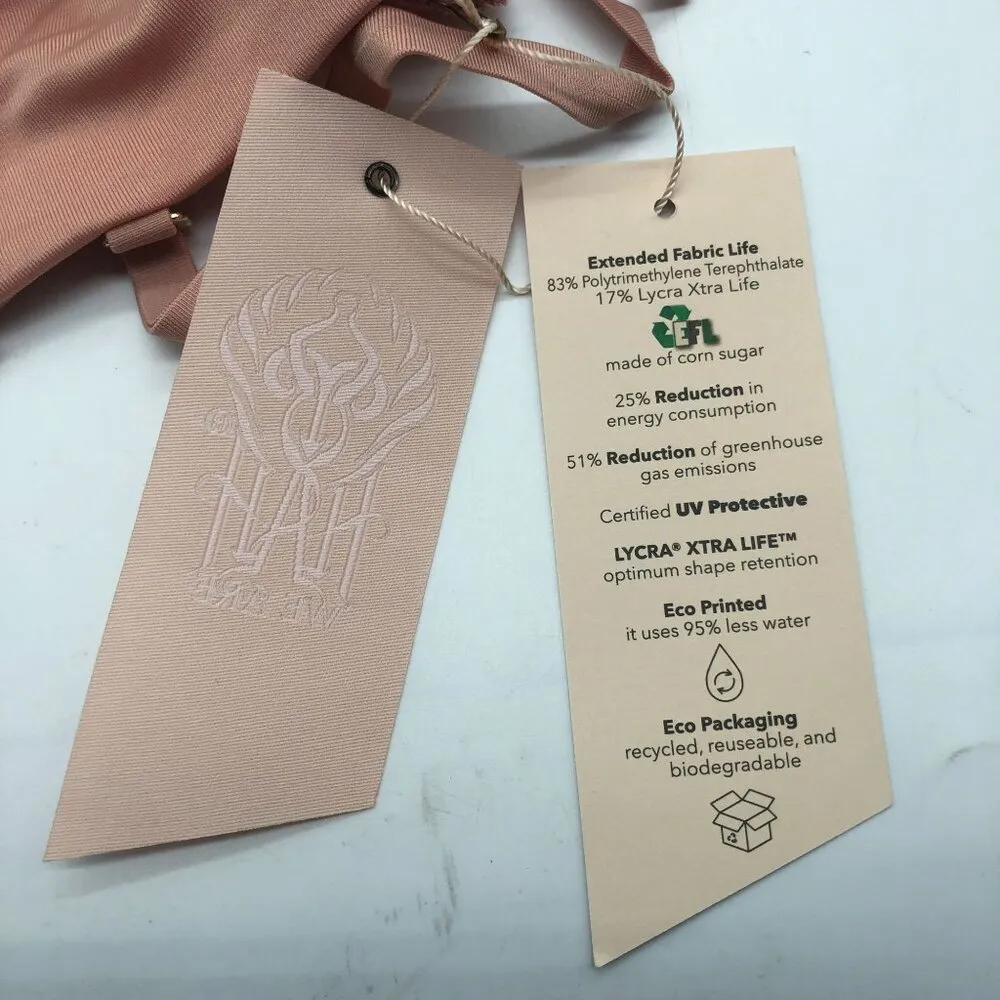 NAH
Extended Fabric Life
83% Polytrimethylene Terephthalate
17% Lycra Xtra Life
EFL
made of corn sugar
25% Reduction in
energy consumption
51% Reduction of greenhouse
gas emissions
Certified UV Protective
LYCRA® XTRA LIFE™
optimum shape retention
Eco Printed
it uses 95% less water
Eco Packaging
recycled, reuseable, and
biodegradable